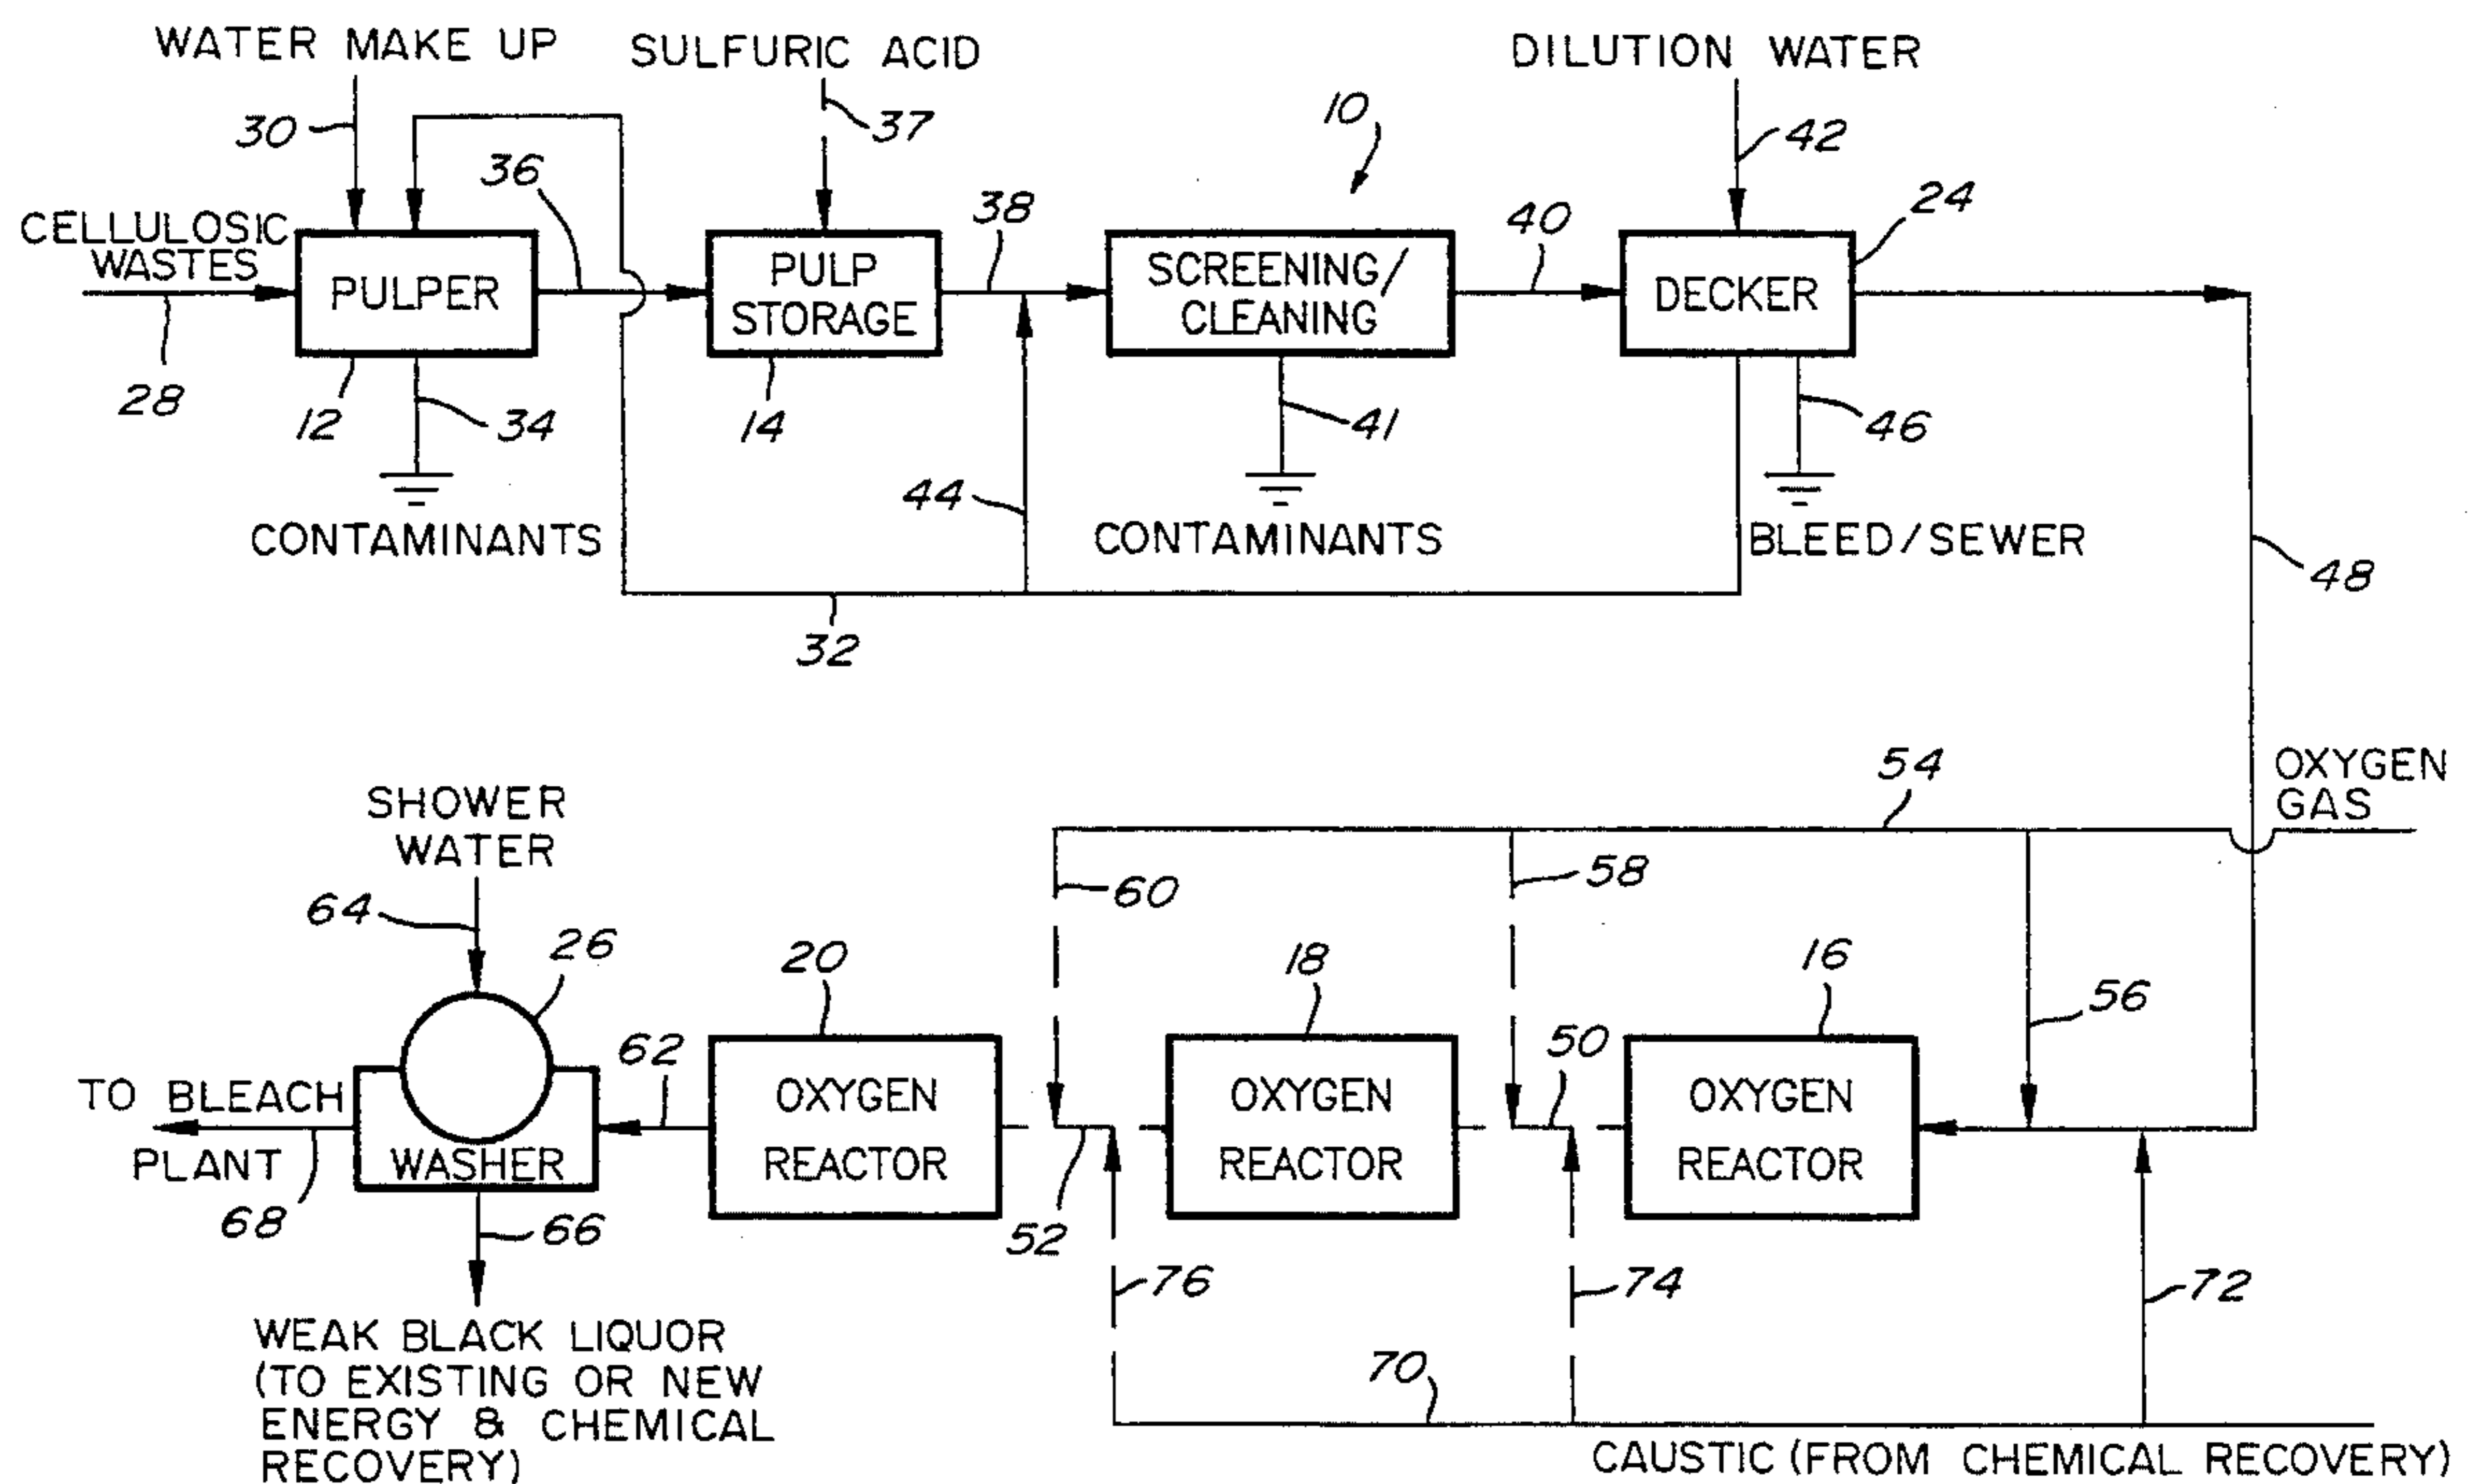 WATER MAKE UP
SULFURIC ACID
DILUTION WATER
30
37
10
42
36
38
40
24
CELLULOSIC
WASTES
PULPER
PULP
STORAGE
SCREENING/
CLEANING
DECKER
28
12
34
14
41
46
44
CONTAMINANTS
CONTAMINANTS
BLEED/SEWER
48
32
54
OXYGEN
GAS
SHOWER
WATER
60
58
64
26
20
18
16
56
62
50
TO BLEACH
PLANT
WASHER
OXYGEN
REACTOR
OXYGEN
REACTOR
OXYGEN
REACTOR
68
66
52
76
74
72
WEAK BLACK LIQUOR
(TO EXISTING OR NEW
ENERGY & CHEMICAL
RECOVERY)
70
CAUSTIC (FROM CHEMICAL RECOVERY)